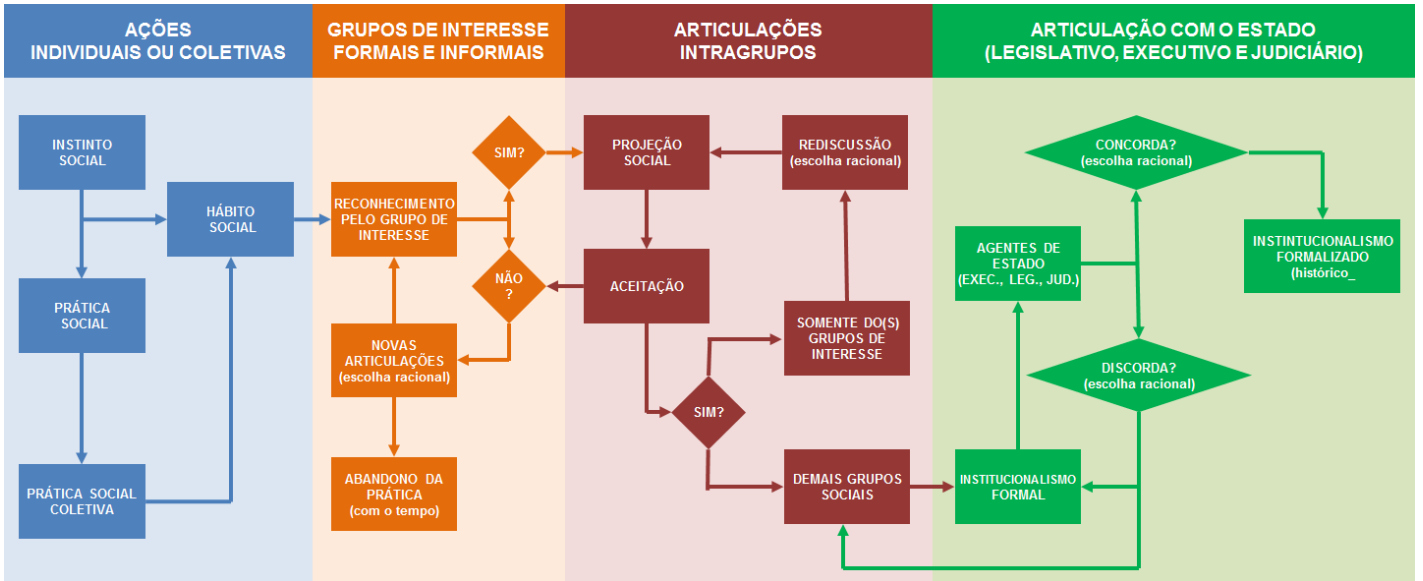 AÇÕES
INDIVIDUAIS OU COLETIVAS
GRUPOS DE INTERESSE
FORMAIS E INFORMAIS
ARTICULAÇÕES
INTRAGRUPOS
ARTICULAÇÃO COM O ESTADO
(LEGISLATIVO, EXECUTIVO E JUDICIÁRIO)
INSTINTO
SOCIAL
HÁBITO
SOCIAL
PRÁTICA
SOCIAL
PRÁTICA SOCIAL
COLETIVA
SIM?
RECONHECIMENTO
PELO GRUPO DE
INTERESSE
NÃO
?
NOVAS
ARTICULAÇÕES
(escolha racional)
ABANDONO DA
PRÁTICA
(com o tempo)
PROJEÇÃO
SOCIAL
REDISCUSSÃO
(escolha racional)
ACEITAÇÃO
SOMENTE DO(S)
GRUPOS DE
INTERESSE
SIM?
DEMAIS GRUPOS
SOCIAIS
CONCORDA?
(escolha racional)
AGENTES DE
ESTADO
(EXEC., LEG., JUD.)
INSTINTUCIONALISMO
FORMALIZADO
(histórico_
DISCORDA?
(escolha racional)
INSTITUCIONALISMO
FORMAL